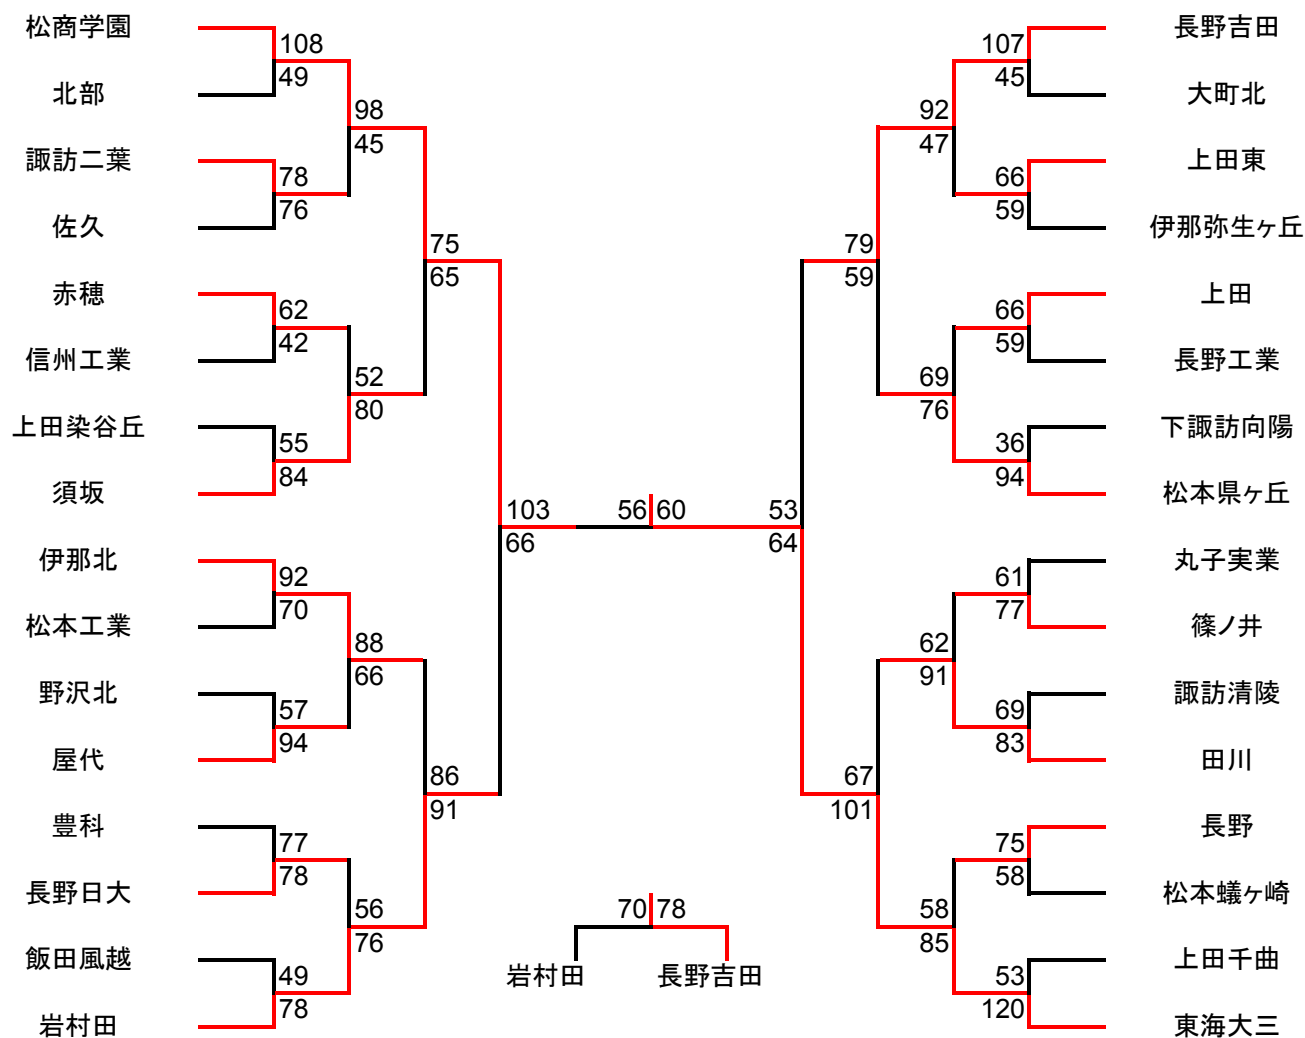 松商学園 108 107 長野吉田
北部 49 45 大町北
98 92
45 47
諏訪二葉 78 66 上田東
佐久 76 59 伊那弥生ヶ丘
75 79
65 59
赤穂 62 66 上田
信州工業 42 59 長野工業
52 69
80 76
上田染谷丘 55 36 下諏訪向陽
須坂 84 94 松本県ヶ丘
103 56 60 53
66 64
伊那北 92 61 丸子実業
松本工業 70 77 篠ノ井
88 62
66 91
野沢北 57 69 諏訪清陵
屋代 94 83 田川
86 67
91 101
豊科 77 75 長野
長野日大 78 58 松本蟻ヶ崎
56 70 78 58
76 85
飯田風越 49 53 上田千曲
岩村田 長野吉田
岩村田 78 120 東海大三